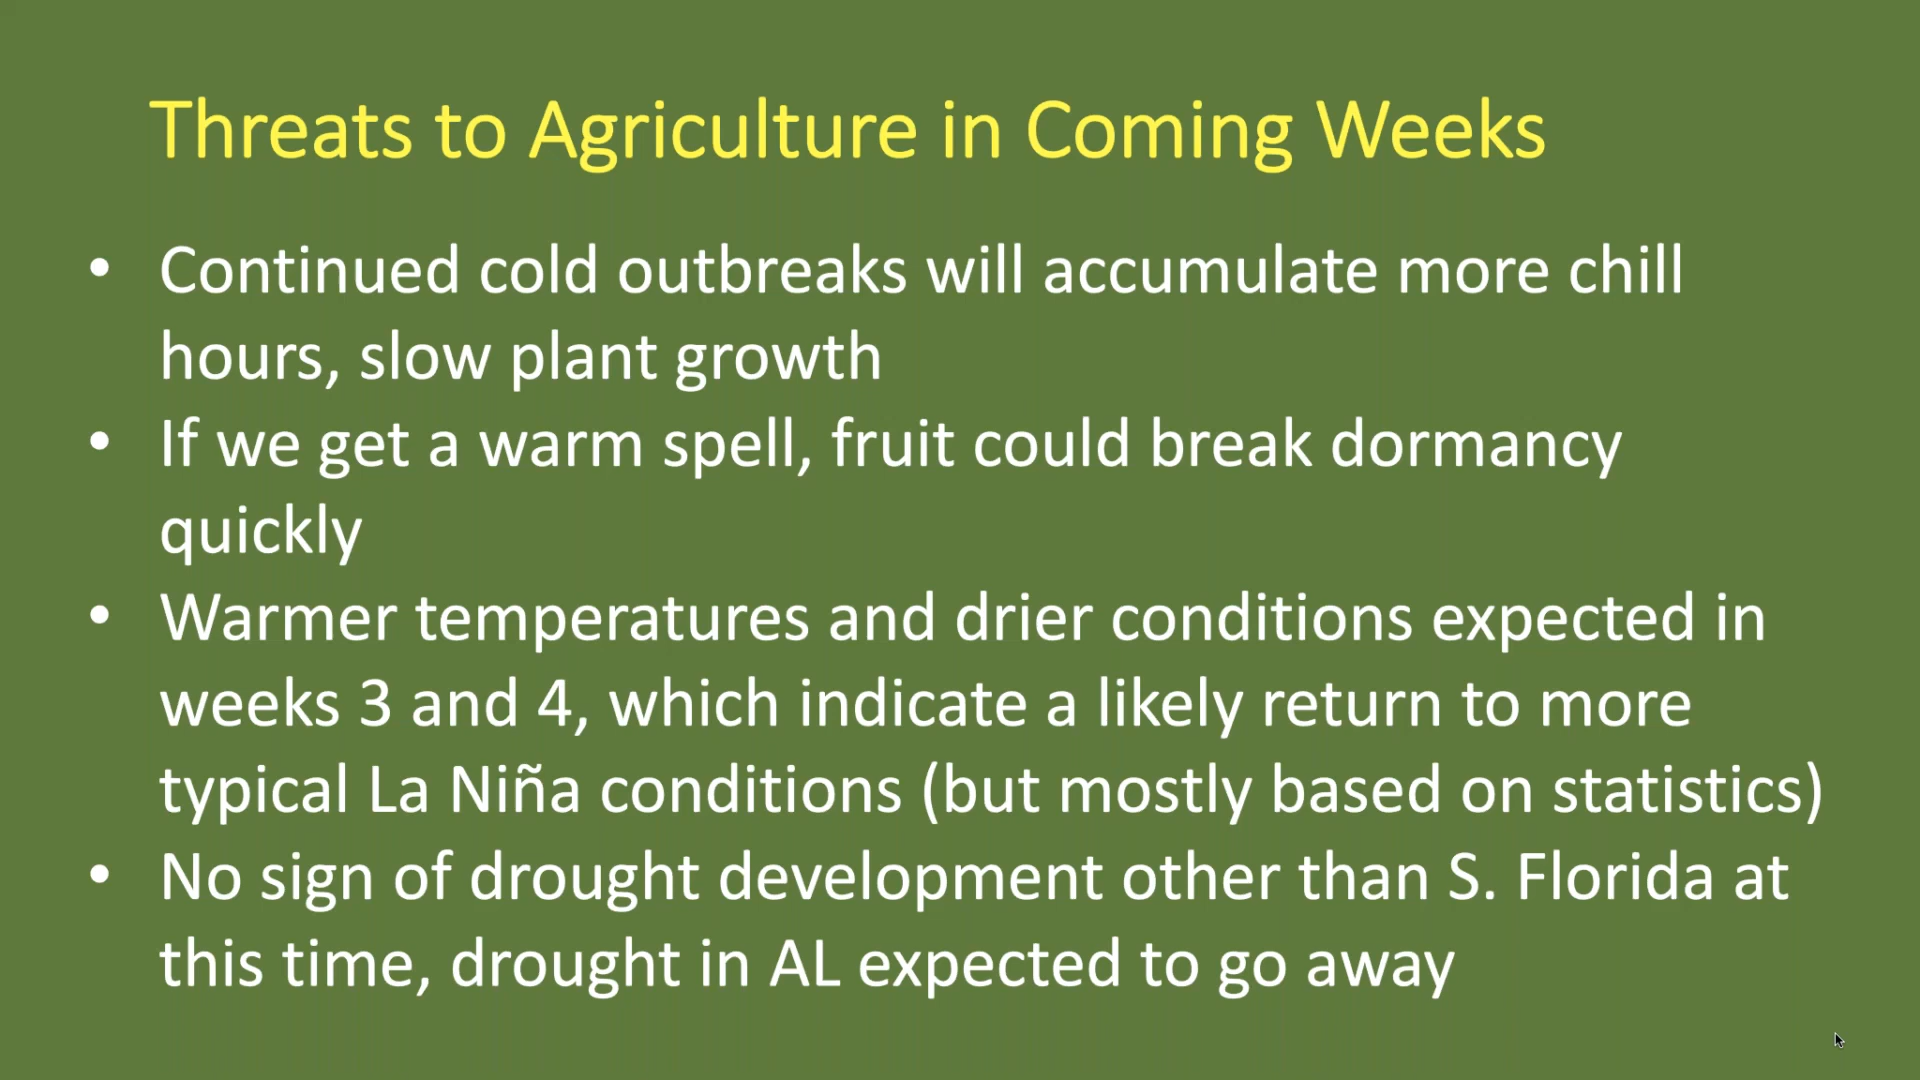 Threats to Agriculture in Coming Weeks
• Continued cold outbreaks will accumulate more chill
hours, slow plant growth
• If we get a warm spell, fruit could break dormancy
quickly
• Warmer temperatures and drier conditions expected in
weeks 3 and 4, which indicate a likely return to more
typical La Niña conditions (but mostly based on statistics)
• No sign of drought development other than S. Florida at
this time, drought in AL expected to go away